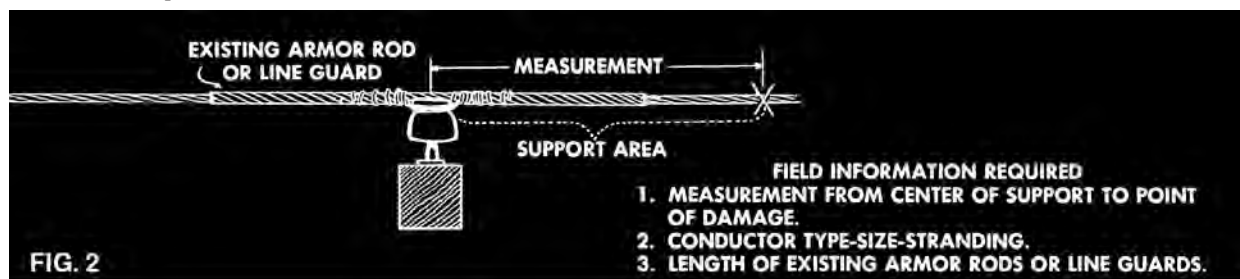 EXISTING ARMOR ROD
OR LINE GUARD
MEASUREMENT
SUPPORT AREA
FIELD INFORMATION REQUIRED
1. MEASUREMENT FROM CENTER OF SUPPORT TO POINT
OF DAMAGE.
2. CONDUCTOR TYPE-SIZE-STRANDING.
3. LENGTH OF EXISTING ARMOR RODS OR LINE GUARDS.
FIG. 2